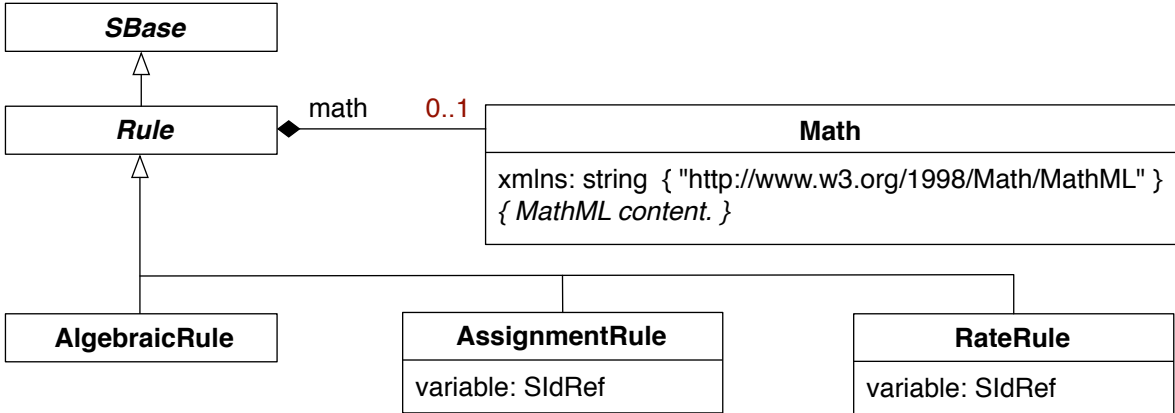 SBase
Rule
math 0..1
Math
xmlns: string { "http://www.w3.org/1998/Math/MathML" }
{ MathML content. }
AlgebraicRule
AssignmentRule
variable: SIdRef
RateRule
variable: SIdRef